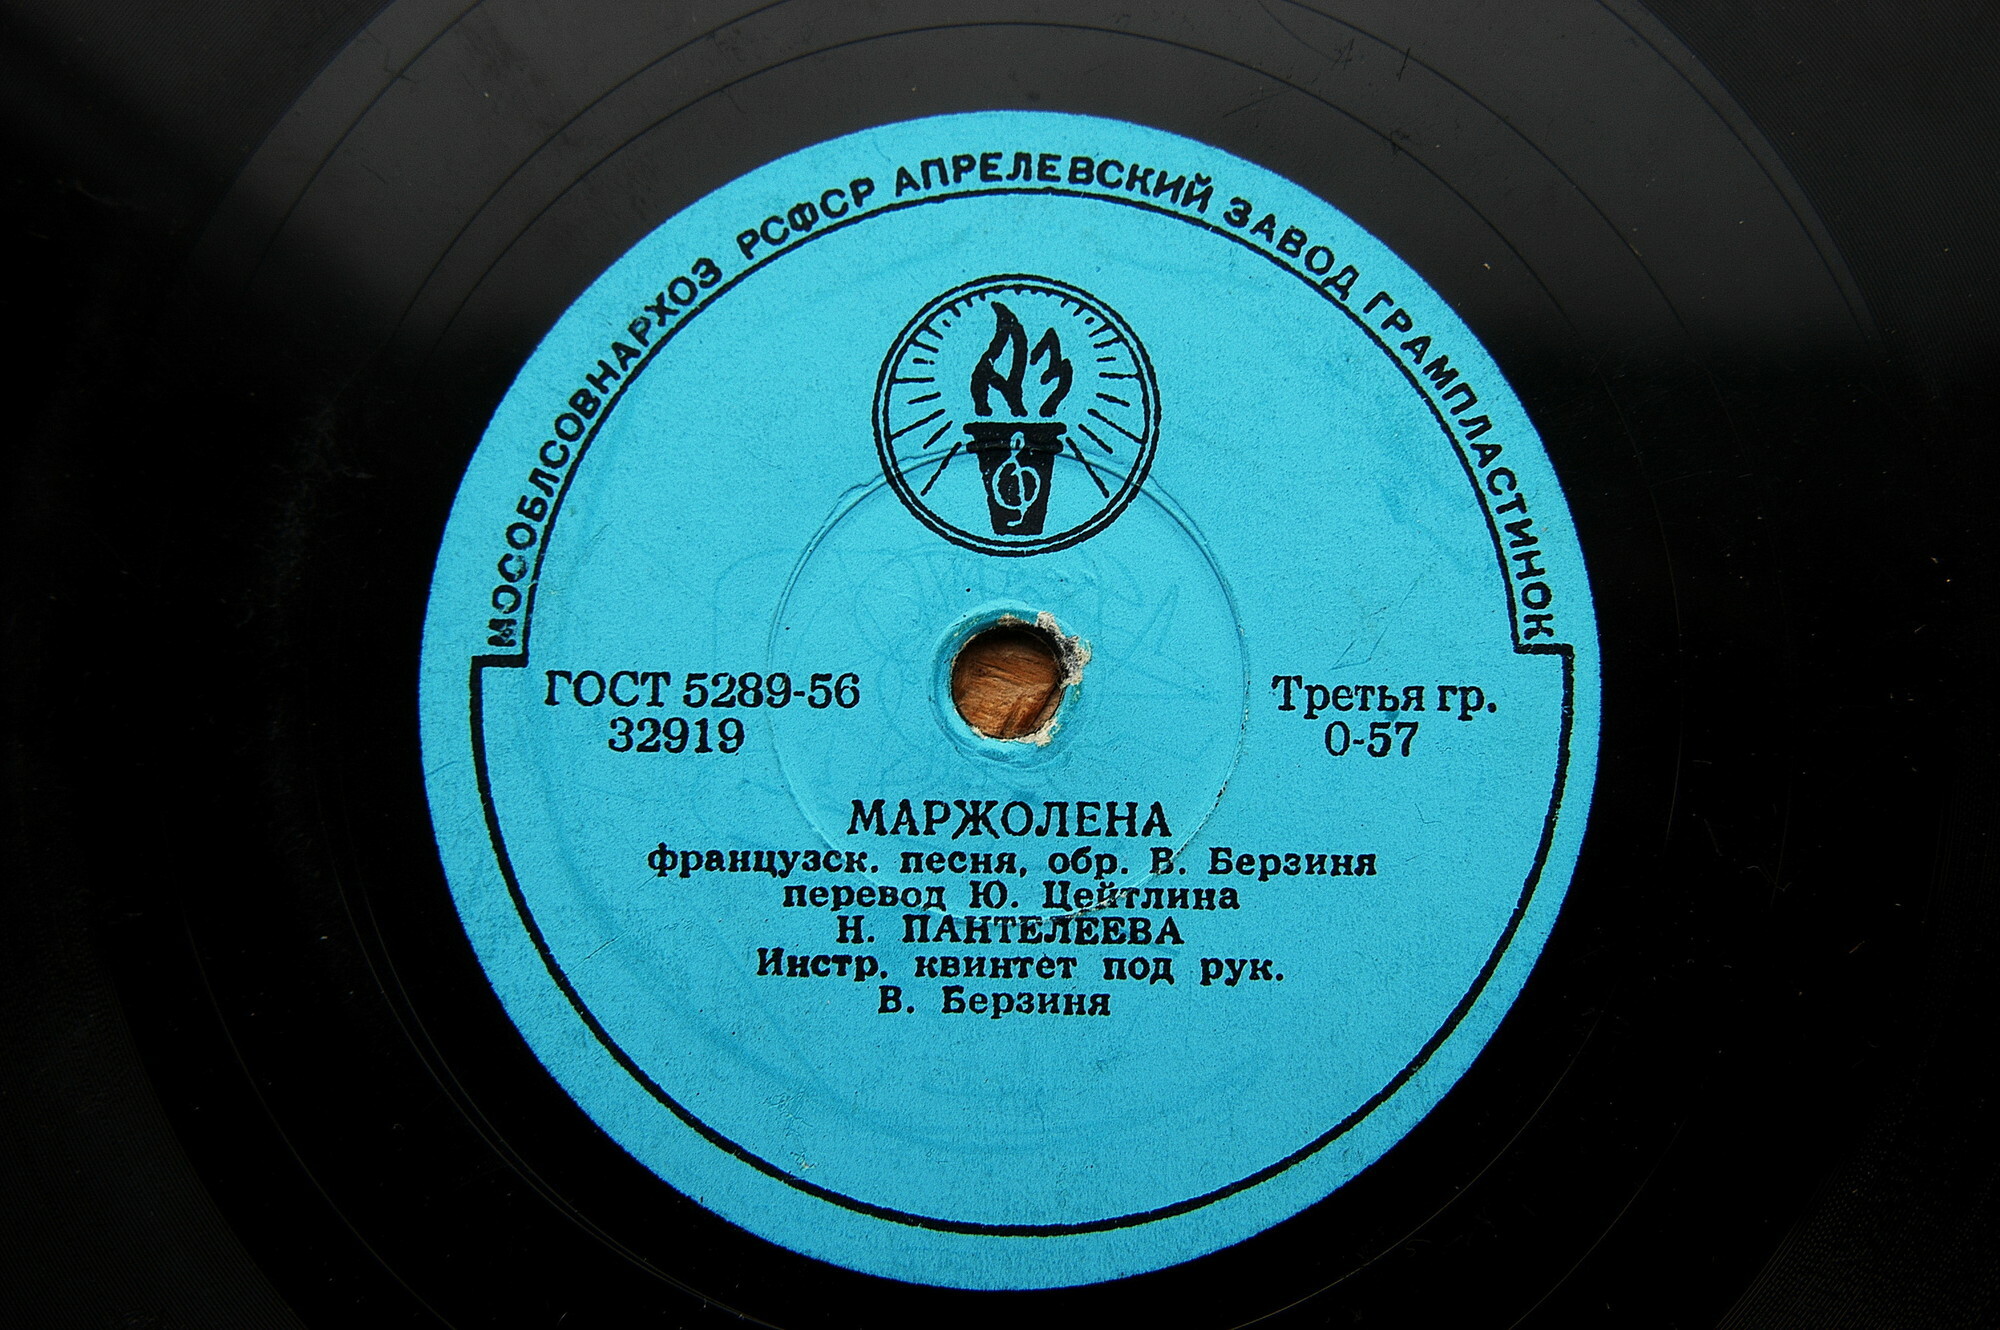 МОСОБЛСОВНАРХОЗ РСФСР АПРЕЛЕВСКИЙ ЗАВОД ГРАМПЛАСТИНОК
АЗ
ГОСТ 5289-56
32919
Третья гр.
0-57
МАРЖОЛЕНА
французск. песня, обр. В. Берзиня
перевод Ю. Цейтлина
Н. ПАНТЕЛЕЕВА
Инстр. квинтет под рук.
В. Берзиня